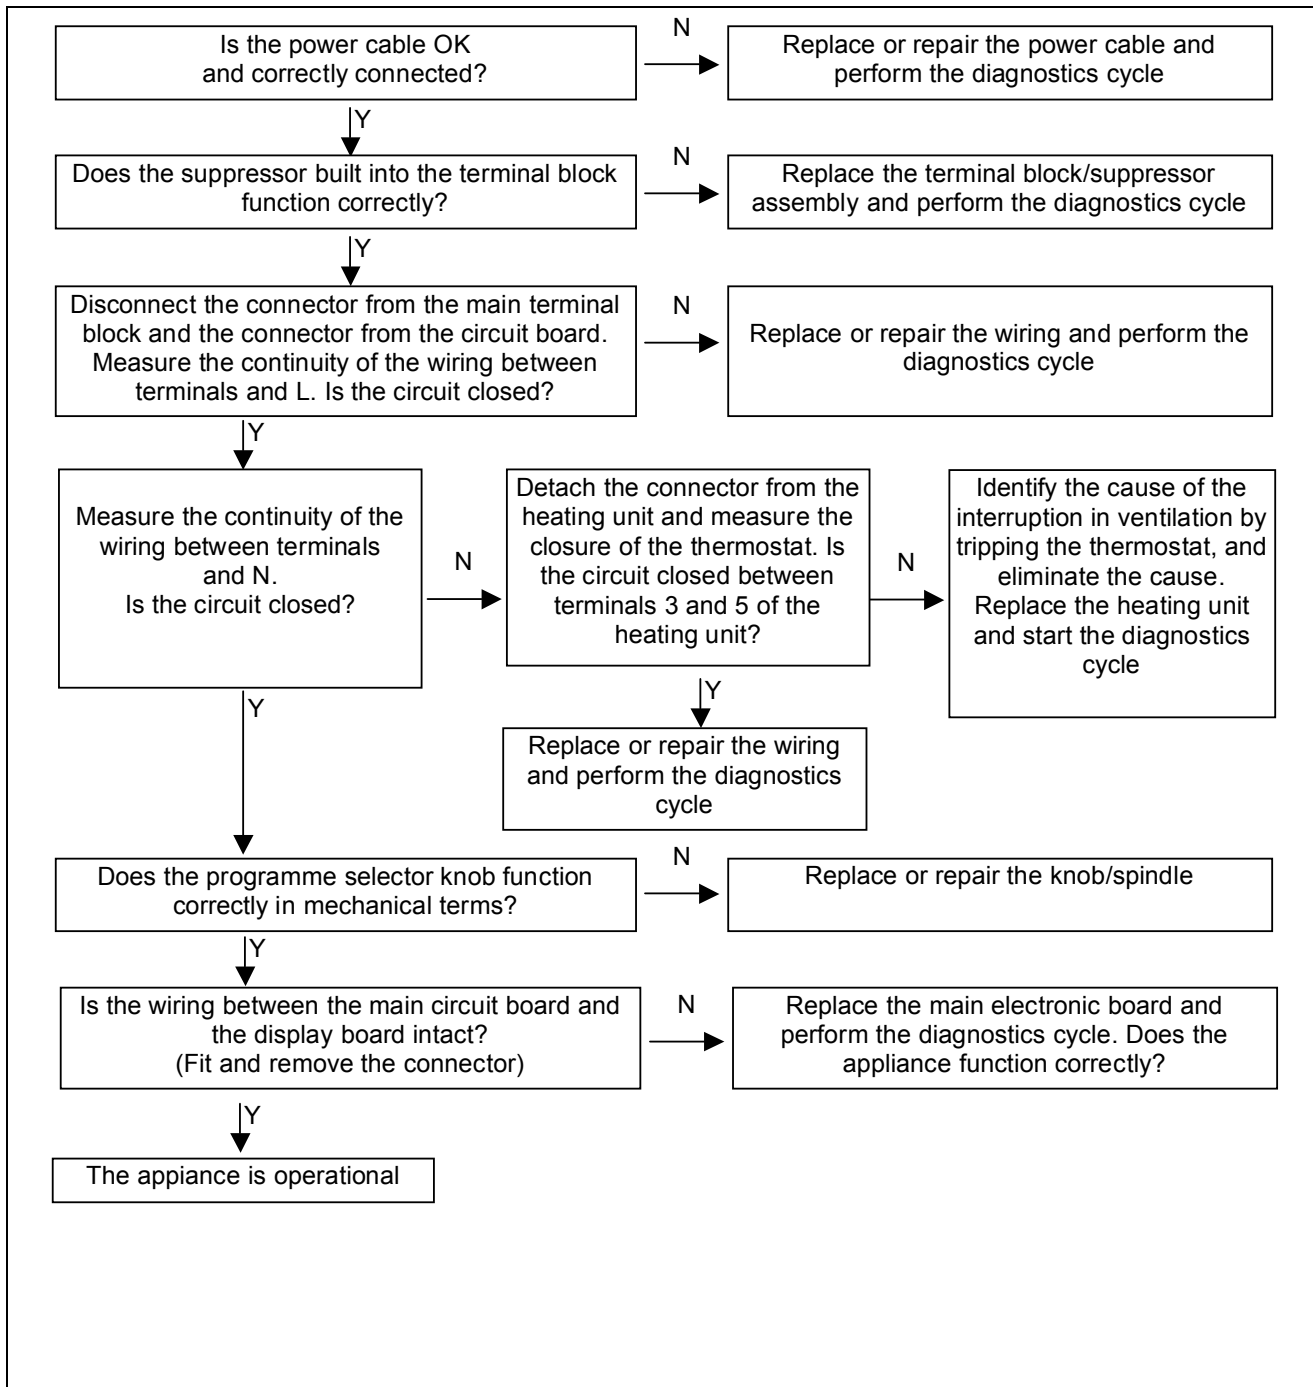 Is the power cable OK
and correctly connected?
N
Replace or repair the power cable and
perform the diagnostics cycle
Y
Does the suppressor built into the terminal block
function correctly?
N
Replace the terminal block/suppressor
assembly and perform the diagnostics cycle
Y
Disconnect the connector from the main terminal
block and the connector from the circuit board.
Measure the continuity of the wiring between
terminals and L. Is the circuit closed?
N
Replace or repair the wiring and perform the
diagnostics cycle
Y
Measure the continuity of the
wiring between terminals
and N.
Is the circuit closed?
N
Detach the connector from the
heating unit and measure the
closure of the thermostat. Is
the circuit closed between
terminals 3 and 5 of the
heating unit?
N
Identify the cause of the
interruption in ventilation by
tripping the thermostat, and
eliminate the cause.
Replace the heating unit
and start the diagnostics
cycle
Y
Replace or repair the wiring
and perform the diagnostics
cycle
Y
Does the programme selector knob function
correctly in mechanical terms?
N
Replace or repair the knob/spindle
Y
Is the wiring between the main circuit board and
the display board intact?
(Fit and remove the connector)
N
Replace the main electronic board and
perform the diagnostics cycle. Does the
appliance function correctly?
Y
The appiance is operational